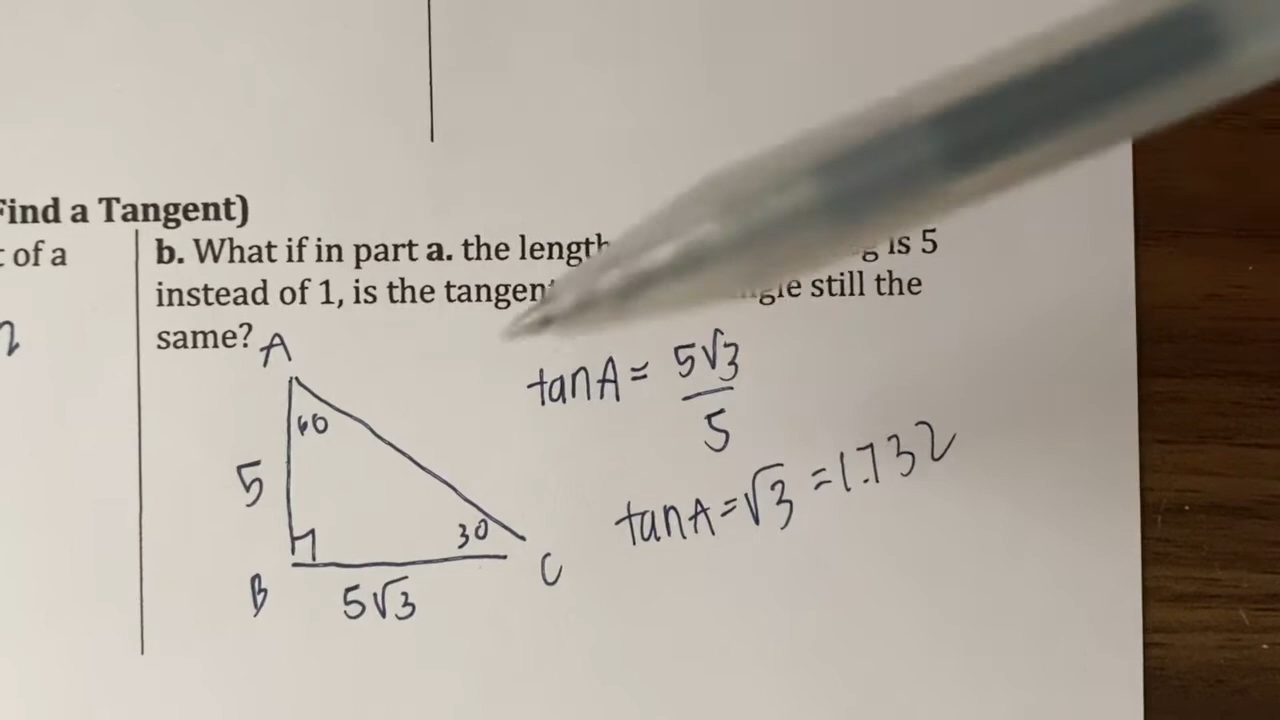 Find a Tangent)
of a
b. What if in part a. the length is 5
instead of 1, is the tangent still the
same?
2
A
60
5
B
5√3
30
C
tanA = 5√3
5
tanA = √3 = 1.732